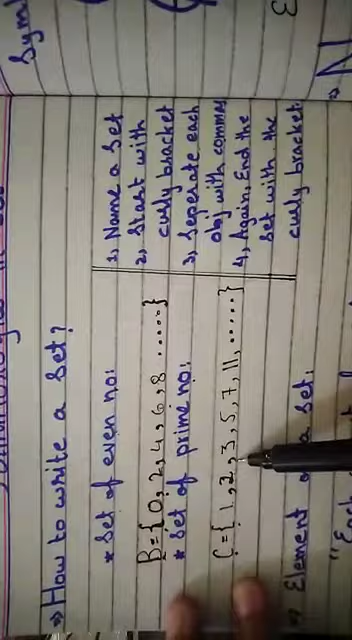 ⇒ How to write a Set?
* Set of even no:
B = {0, 2, 4, 6, 8 .....}
* Set of prime no:
C = {1, 2, 3, 5, 7, 11, .....}
1, Name a Set
2, Start with
curly bracket
3, Seperate each
obj with commas
4, Again, End the
set with the
curly bracket
⇒ Element a Set:
"Each
Sym
N